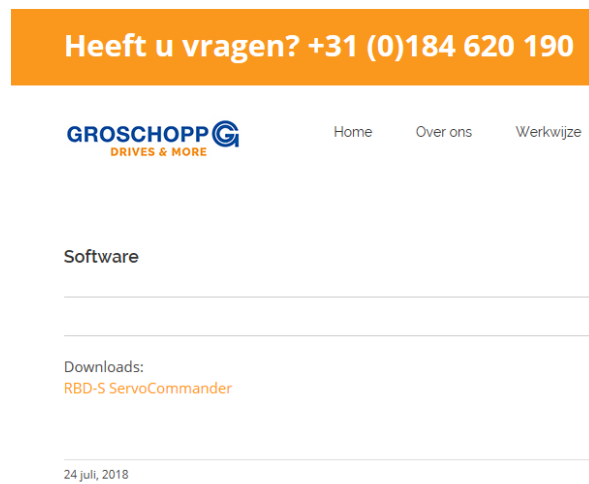 Heeft u vragen? +31 (0)184 620 190
GROSCHOPP
DRIVES & MORE
Home Over ons Werkwijze
Software
Downloads:
RBD-S ServoCommander
24 juli, 2018